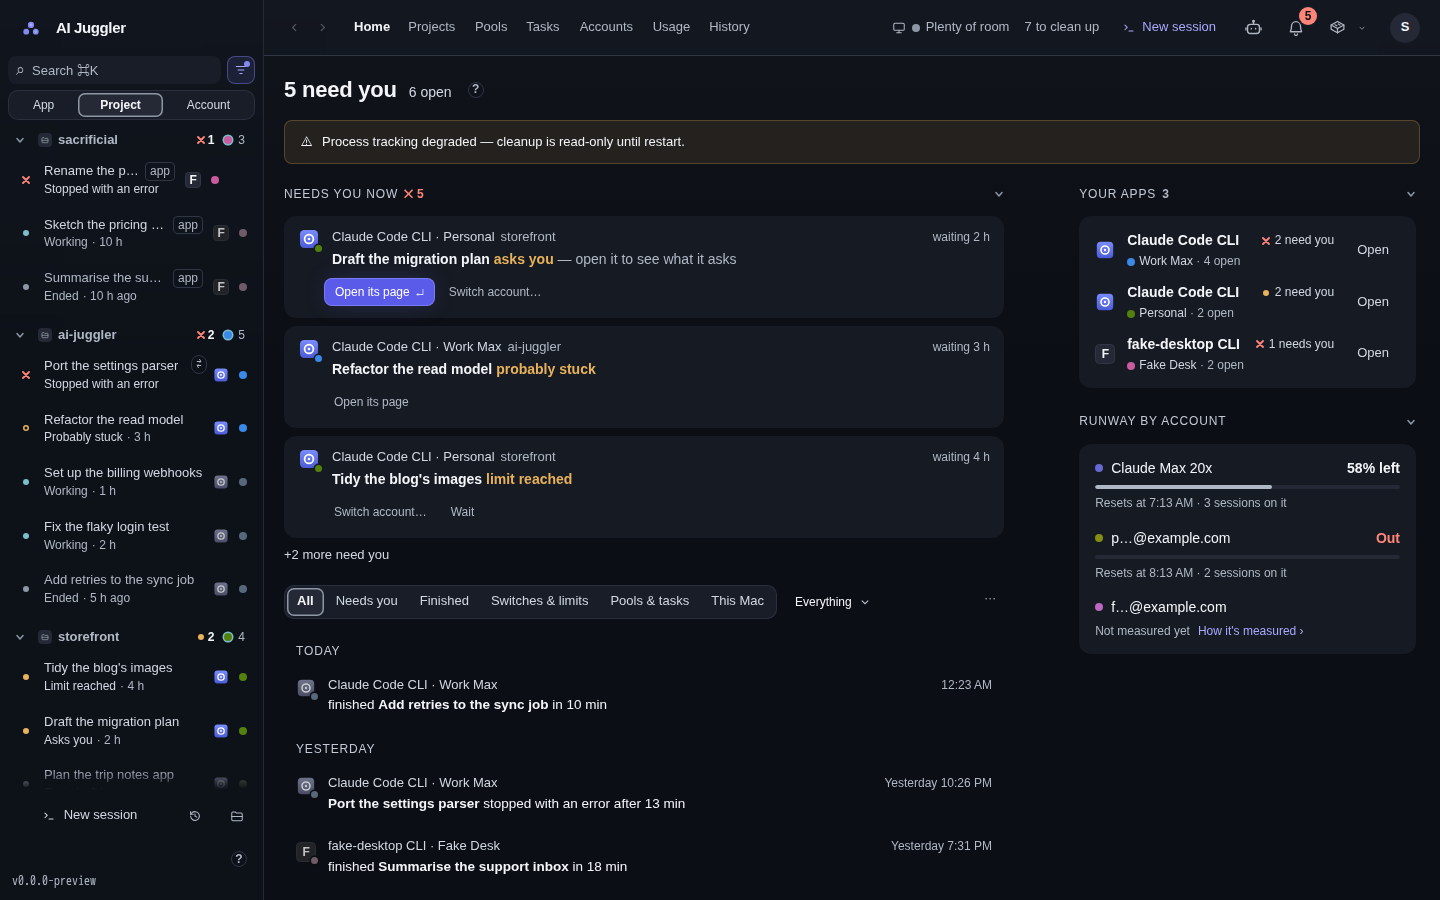 AI Juggler
Search ⌘K
App Project Account
sacrificial 1 3
Rename the p… app F
Stopped with an error
Sketch the pricing … app F
Working · 10 h
Summarise the su… app F
Ended · 10 h ago
ai-juggler 2 5
Port the settings parser
Stopped with an error
Refactor the read model
Probably stuck · 3 h
Set up the billing webhooks
Working · 1 h
Fix the flaky login test
Working · 2 h
Add retries to the sync job
Ended · 5 h ago
storefront 2 4
Tidy the blog's images
Limit reached · 4 h
Draft the migration plan
Asks you · 2 h
Plan the trip notes app
New session
?
v0.0.0-preview
Home Projects Pools Tasks Accounts Usage History
Plenty of room 7 to clean up New session 5 S
5 need you 6 open ?
Process tracking degraded — cleanup is read-only until restart.
NEEDS YOU NOW 5
Claude Code CLI · Personal storefront waiting 2 h
Draft the migration plan asks you — open it to see what it asks
Open its page Switch account…
Claude Code CLI · Work Max ai-juggler waiting 3 h
Refactor the read model probably stuck
Open its page
Claude Code CLI · Personal storefront waiting 4 h
Tidy the blog's images limit reached
Switch account… Wait
+2 more need you
All Needs you Finished Switches & limits Pools & tasks This Mac Everything …
TODAY
Claude Code CLI · Work Max 12:23 AM
finished Add retries to the sync job in 10 min
YESTERDAY
Claude Code CLI · Work Max Yesterday 10:26 PM
Port the settings parser stopped with an error after 13 min
F fake-desktop CLI · Fake Desk Yesterday 7:31 PM
finished Summarise the support inbox in 18 min
YOUR APPS 3
Claude Code CLI 2 need you Open
Work Max · 4 open
Claude Code CLI 2 need you Open
Personal · 2 open
F fake-desktop CLI 1 needs you Open
Fake Desk · 2 open
RUNWAY BY ACCOUNT
Claude Max 20x 58% left
Resets at 7:13 AM · 3 sessions on it
p…@example.com Out
Resets at 8:13 AM · 2 sessions on it
f…@example.com
Not measured yet How it's measured ›